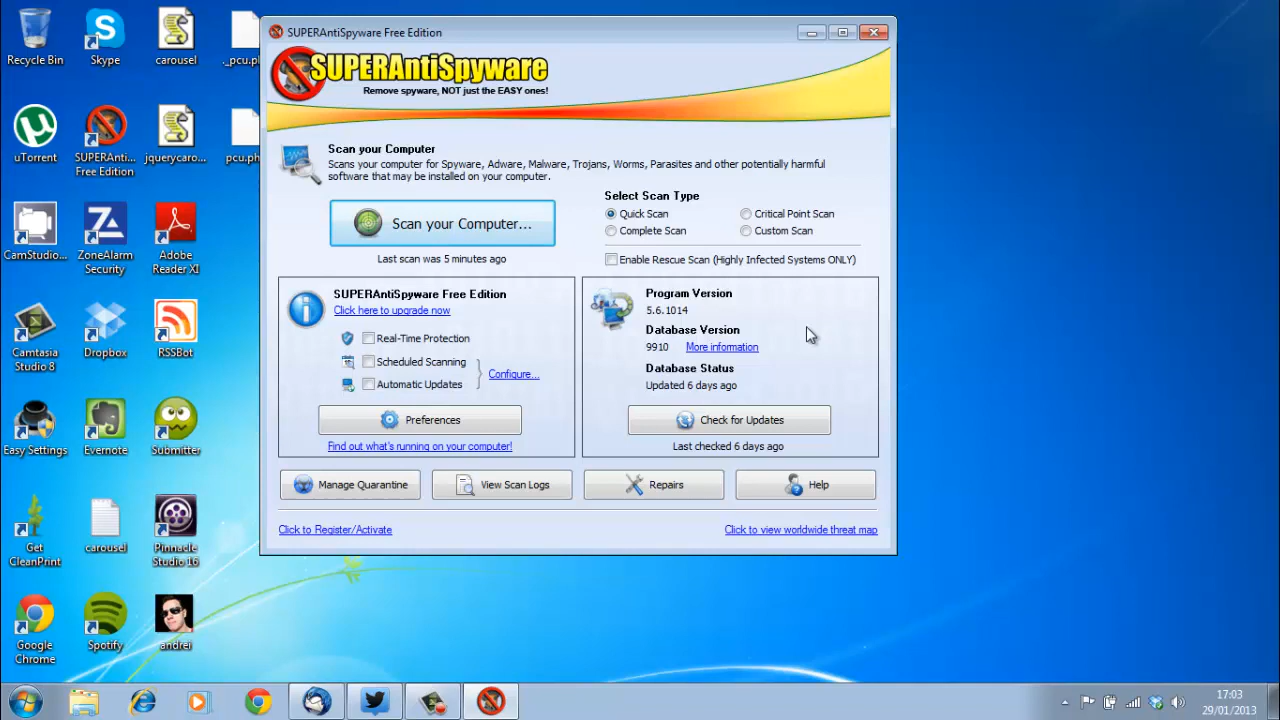 SUPERAntiSpyware Free Edition
SUPERAntiSpyware
Remove spyware, NOT just the EASY ones!
Scan your Computer
Scans your computer for Spyware, Adware, Malware, Trojans, Worms, Parasites and other potentially harmful
software that may be installed on your computer.
Scan your Computer...
Last scan was 5 minutes ago
Select Scan Type
Quick Scan
Critical Point Scan
Complete Scan
Custom Scan
Enable Rescue Scan (Highly Infected Systems ONLY)
SUPERAntiSpyware Free Edition
Click here to upgrade now
Real-Time Protection
Scheduled Scanning
Automatic Updates
Configure...
Preferences
Find out what's running on your computer!
Program Version
5.6.1014
Database Version
9910 More information
Database Status
Updated 6 days ago
Check for Updates
Last checked 6 days ago
Manage Quarantine
View Scan Logs
Repairs
Help
Click to Register/Activate
Click to view worldwide threat map
Recycle Bin
Skype
carousel
._pcu.ph
uTorrent
SUPERAnti...
Free Edition
jquerycaro...
pcu.ph
CamStudio...
ZoneAlarm
Security
Adobe
Reader XI
Camtasia
Studio 8
Dropbox
RSSBot
Easy Settings
Evernote
Submitter
Get
CleanPrint
carousel
Pinnacle
Studio 16
Google
Chrome
Spotify
andrei
17:03
29/01/2013